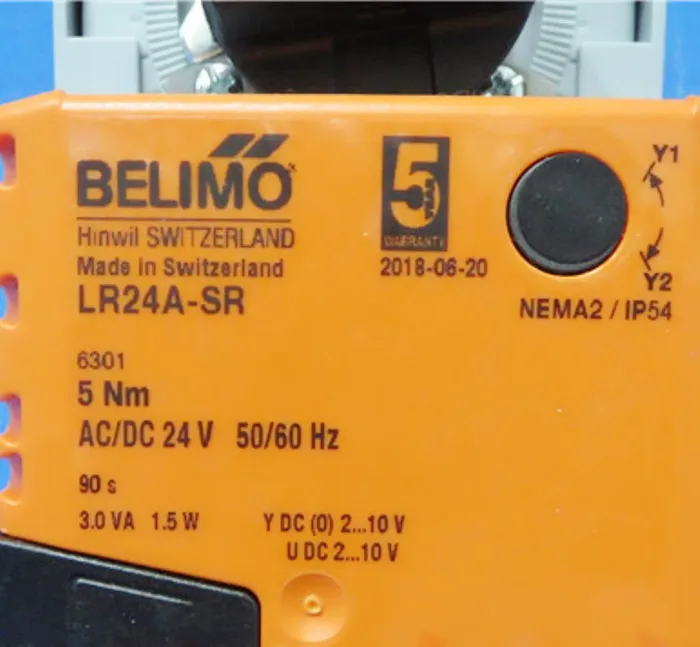 BELIMO
Hinwil SWITZERLAND
Made in Switzerland
LR24A-SR
5
YEAR
WARRANTY
2018-06-20
Y1
Y2
NEMA2 / IP54
6301
5 Nm
AC/DC 24 V 50/60 Hz
90 s
3.0 VA 1.5 W Y DC (0) 2...10 V
U DC 2...10 V